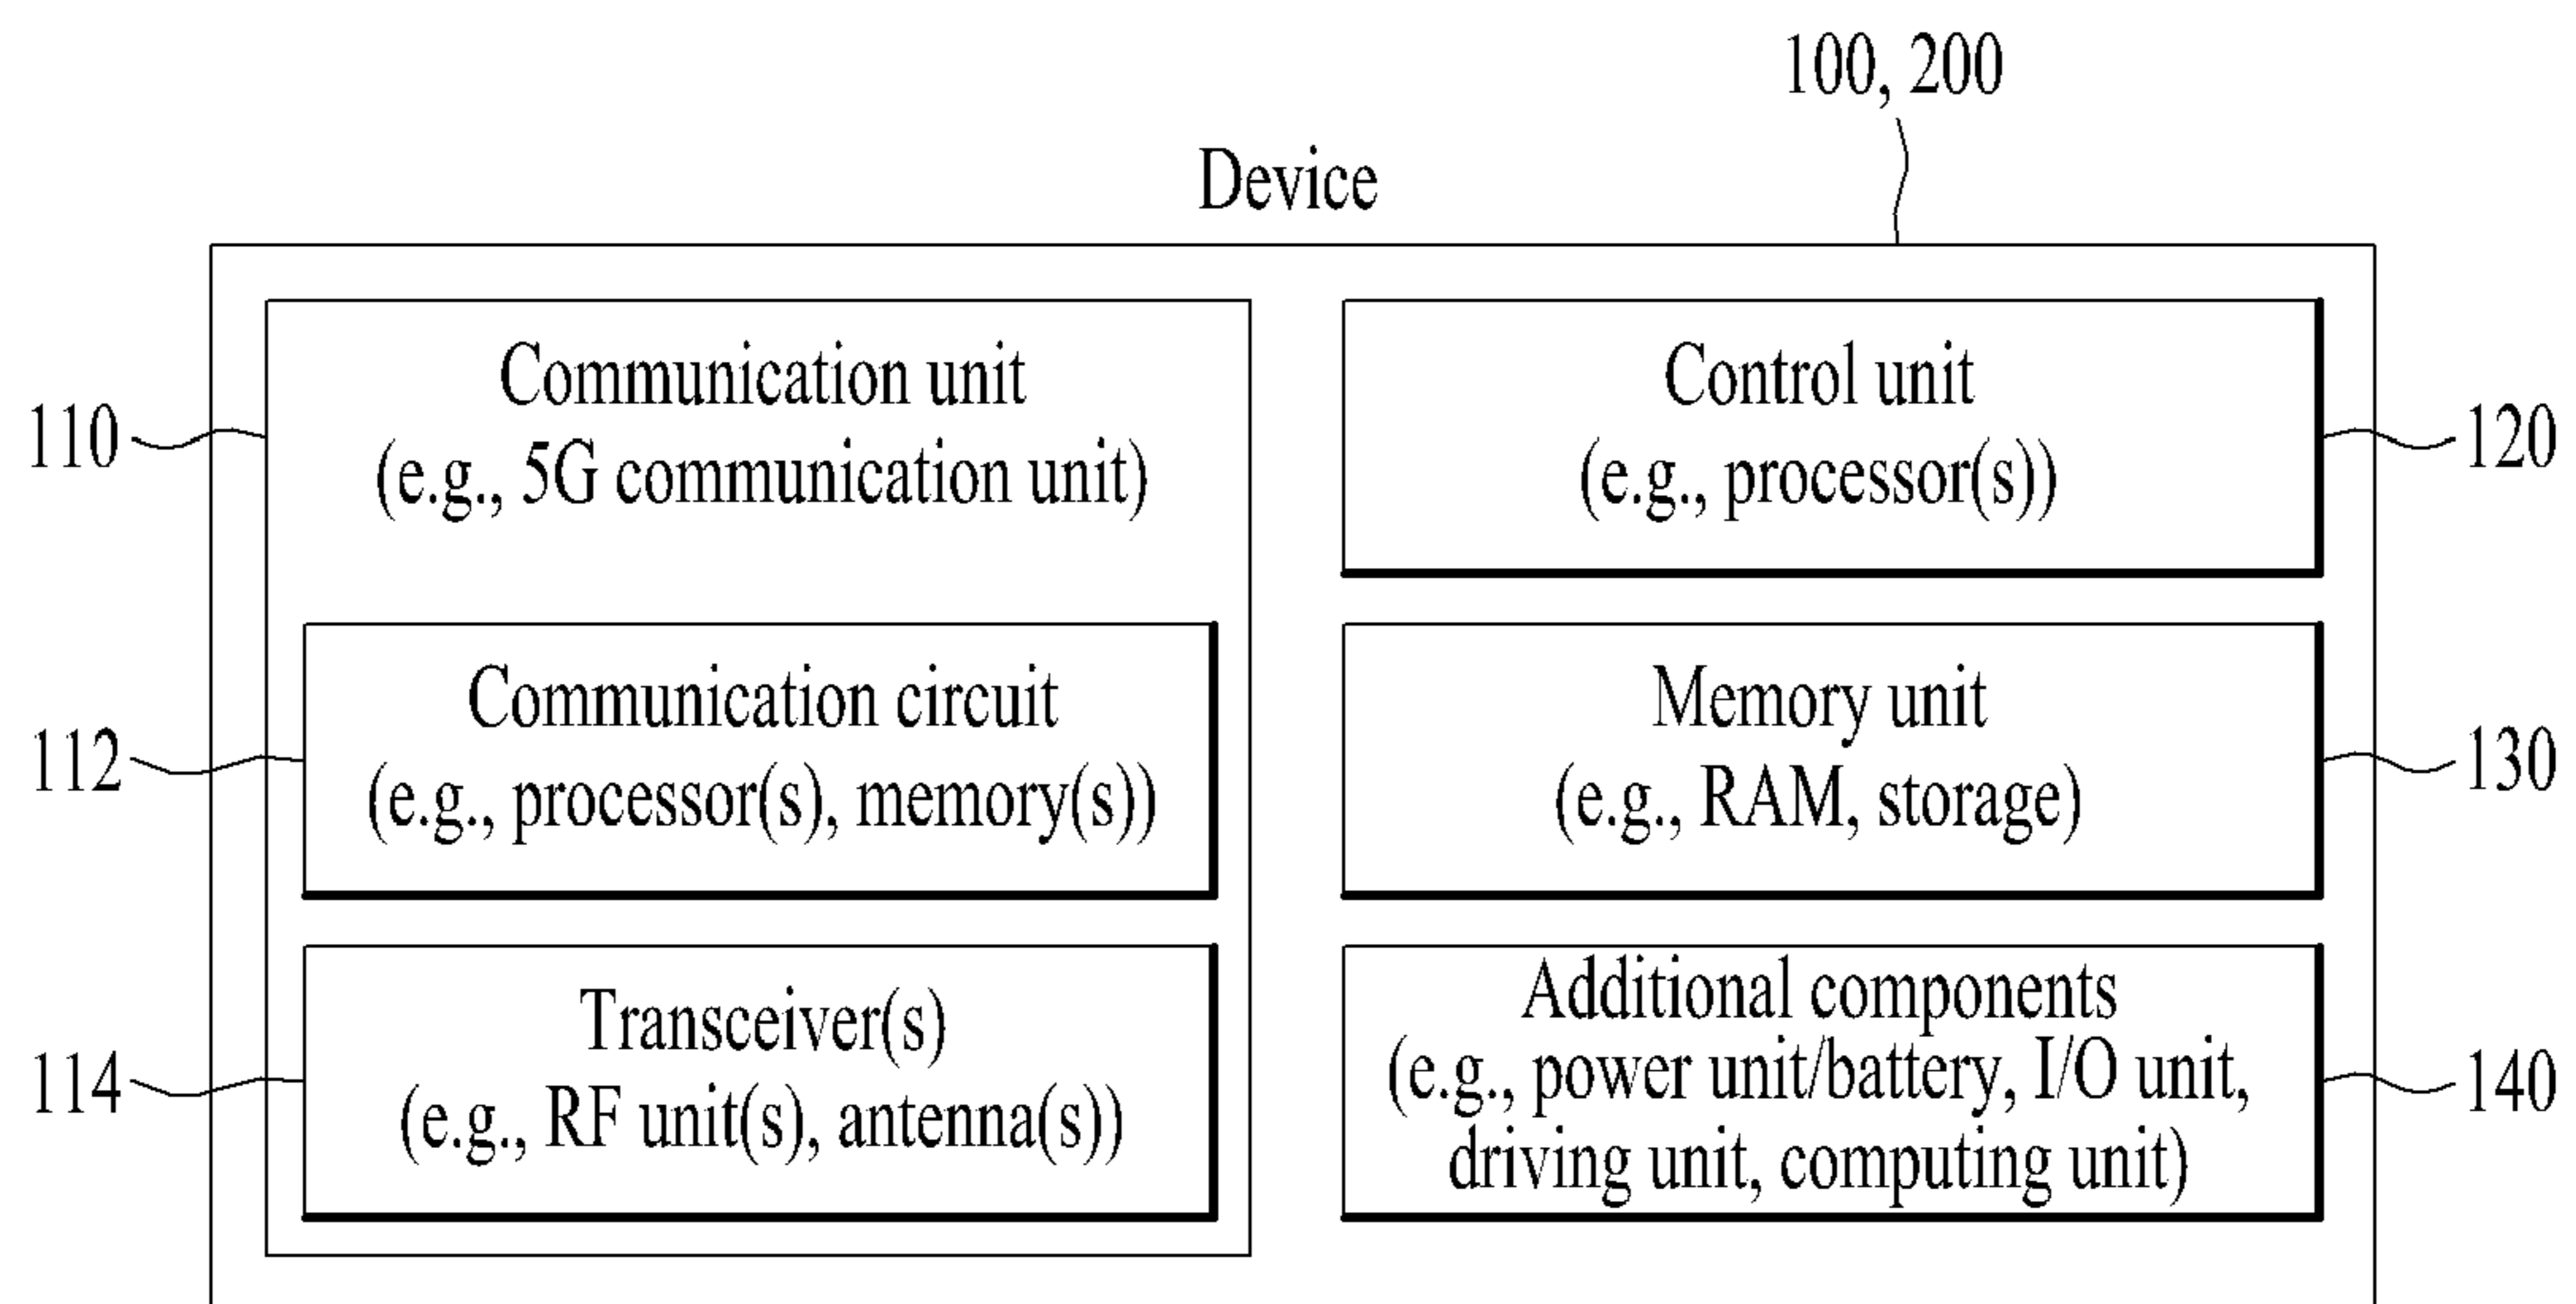 100, 200
Device
110
Communication unit
(e.g., 5G communication unit)
112
Communication circuit
(e.g., processor(s), memory(s))
114
Transceiver(s)
(e.g., RF unit(s), antenna(s))
Control unit
(e.g., processor(s))
120
Memory unit
(e.g., RAM, storage)
130
Additional components
(e.g., power unit/battery, I/O unit,
driving unit, computing unit)
140